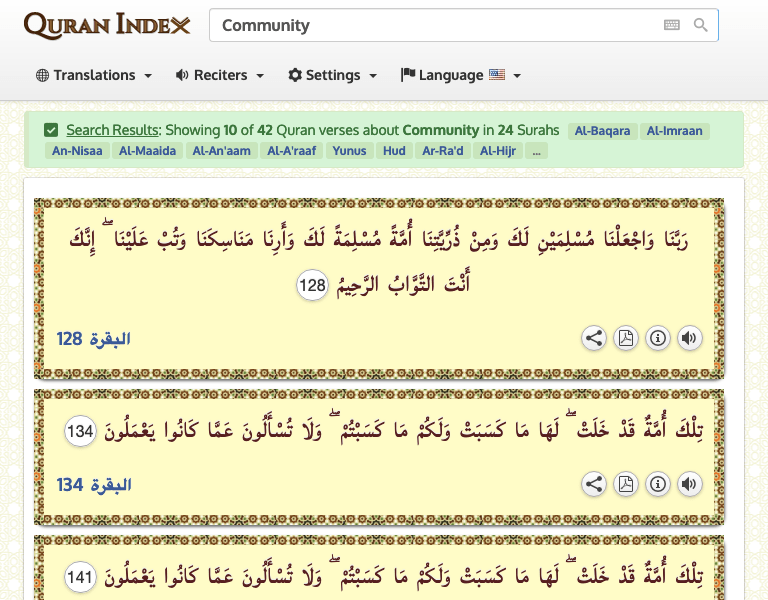 QURAN INDEX
Community
Translations
Reciters
Settings
Language
Search Results: Showing 10 of 42 Quran verses about Community in 24 Surahs Al-Baqara Al-Imraan
An-Nisaa Al-Maaida Al-An'aam Al-A'raaf Yunus Hud Ar-Ra'd Al-Hijr ...
رَبَّنَا وَاجْعَلْنَا مُسْلِمَيْنِ لَكَ وَمِنْ ذُرِّيَّتِنَا أُمَّةً مُسْلِمَةً لَكَ وَأَرِنَا مَنَاسِكَنَا وَتُبْ عَلَيْنَا ۖ إِنَّكَ
أَنْتَ التَّوَّابُ الرَّحِيمُ 128
البقرة 128
تِلْكَ أُمَّةٌ قَدْ خَلَتْ ۖ لَهَا مَا كَسَبَتْ وَلَكُمْ مَا كَسَبْتُمْ ۖ وَلَا تُسْأَلُونَ عَمَّا كَانُوا يَعْمَلُونَ 134
البقرة 134
تِلْكَ أُمَّةٌ قَدْ خَلَتْ ۖ لَهَا مَا كَسَبَتْ وَلَكُمْ مَا كَسَبْتُمْ ۖ وَلَا تُسْأَلُونَ عَمَّا كَانُوا يَعْمَلُونَ 141